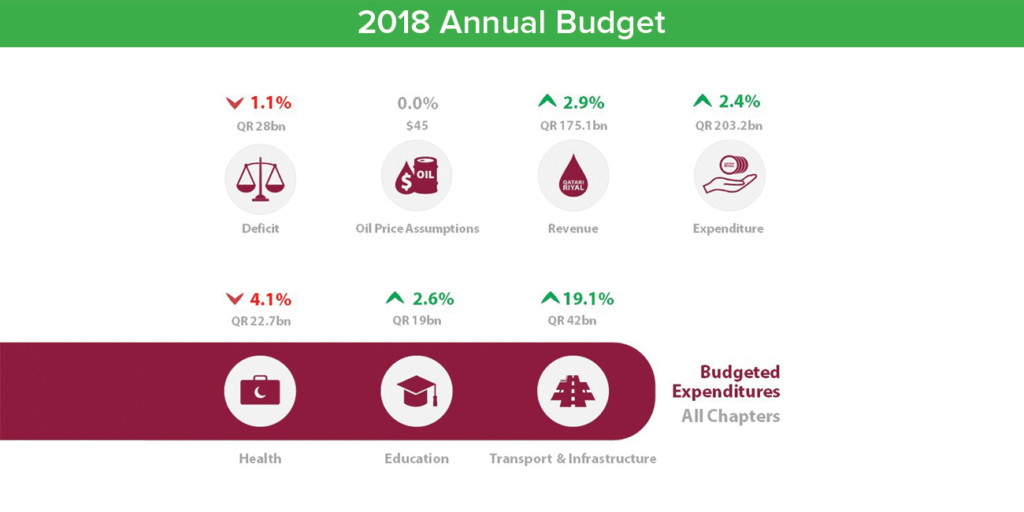 2018 Annual Budget
1.1%
QR 28bn
Deficit
0.0%
$45
$
OIL
Oil Price Assumptions
2.9%
QR 175.1bn
QATARI
RIYAL
Revenue
2.4%
QR 203.2bn
QATARI
RIYAL
Expenditure
4.1%
QR 22.7bn
Health
2.6%
QR 19bn
Education
19.1%
QR 42bn
Transport & Infrastructure
Budgeted
Expenditures
All Chapters